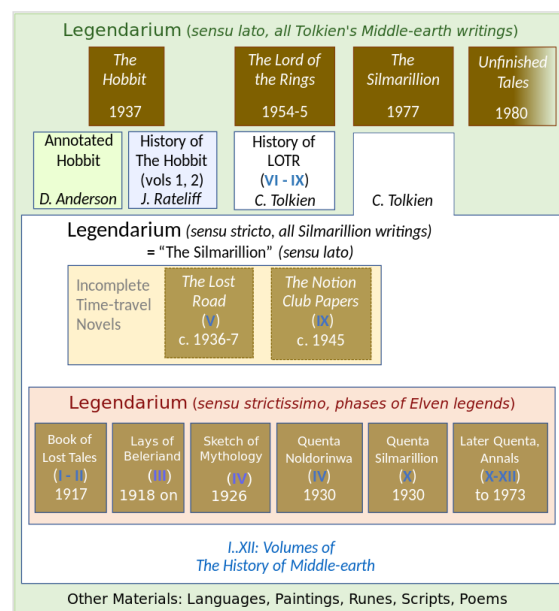 Legendarium (sensu lato, all Tolkien's Middle-earth writings)
The
Hobbit
1937
The Lord of
the Rings
1954-5
The
Silmarillion
1977
Unfinished
Tales
1980
Annotated
Hobbit
D. Anderson
History of
The Hobbit
(vols 1, 2)
J. Rateliff
History of
LOTR
(VI - IX)
C. Tolkien
C. Tolkien
Legendarium (sensu stricto, all Silmarillion writings)
= “The Silmarillion” (sensu lato)
Incomplete
Time-travel
Novels
The Lost
Road
(V)
c. 1936-7
The Notion
Club Papers
(IX)
c. 1945
Legendarium (sensu strictissimo, phases of Elven legends)
Book of
Lost Tales
(I - II)
1917
Lays of
Beleriand
(III)
1918 on
Sketch of
Mythology
(IV)
1926
Quenta
Noldorinwa
(IV)
1930
Quenta
Silmarillion
(X)
1930
Later Quenta,
Annals
(X-XII)
to 1973
I..XII: Volumes of
The History of Middle-earth
Other Materials: Languages, Paintings, Runes, Scripts, Poems